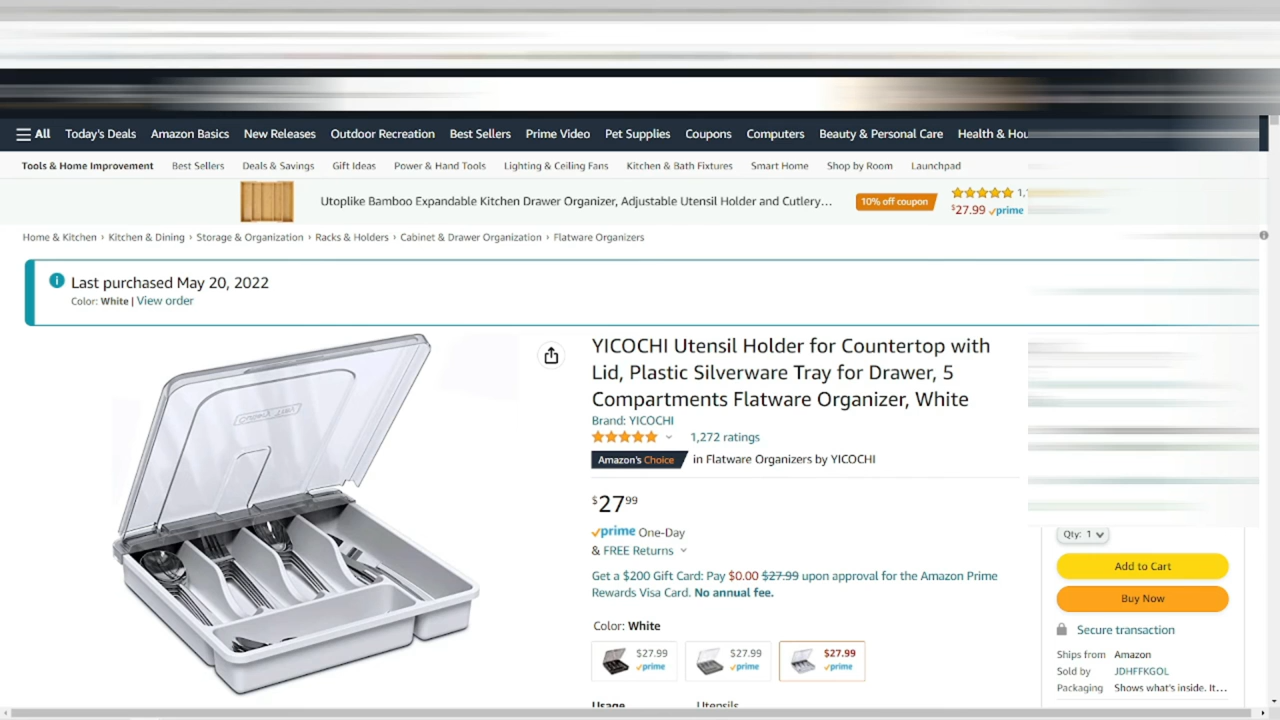 All Today's Deals Amazon Basics New Releases Outdoor Recreation Best Sellers Prime Video Pet Supplies Coupons Computers Beauty & Personal Care Health & Hou
Tools & Home Improvement Best Sellers Deals & Savings Gift Ideas Power & Hand Tools Lighting & Ceiling Fans Kitchen & Bath Fixtures Smart Home Shop by Room Launchpad
Utoplike Bamboo Expandable Kitchen Drawer Organizer, Adjustable Utensil Holder and Cutlery... 10% off coupon
$27.99 prime
Home & Kitchen › Kitchen & Dining › Storage & Organization › Racks & Holders › Cabinet & Drawer Organization › Flatware Organizers
Last purchased May 20, 2022
Color: White | View order
YICOCHI Utensil Holder for Countertop with
Lid, Plastic Silverware Tray for Drawer, 5
Compartments Flatware Organizer, White
Brand: YICOCHI
1,272 ratings
Amazon's Choice in Flatware Organizers by YICOCHI
$27.99
prime One-Day
& FREE Returns
Get a $200 Gift Card: Pay $0.00 $27.99 upon approval for the Amazon Prime
Rewards Visa Card. No annual fee.
Color: White
$27.99 $27.99 $27.99
prime prime prime
Usage Utensils
Qty: 1
Add to Cart
Buy Now
Secure transaction
Ships from Amazon
Sold by JDHFFKGOL
Packaging Shows what's inside. It...